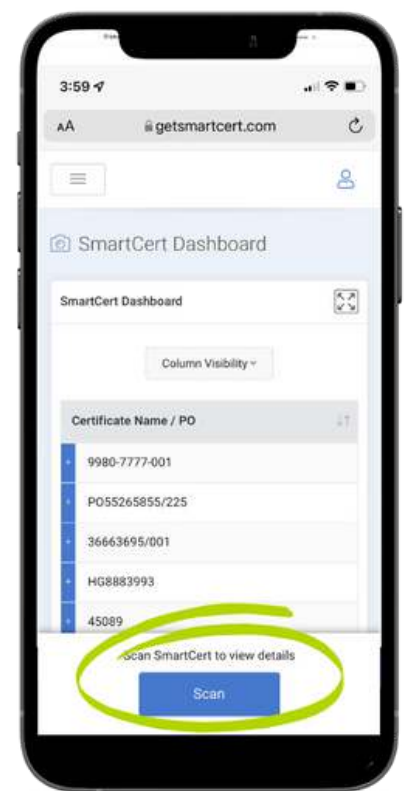 3:59
AA getsmartcert.com
SmartCert Dashboard
SmartCert Dashboard
Column Visibility
Certificate Name / PO
+ 9980-7777-001
+ PO55265855/225
+ 36663695/001
+ HG8883993
+ 45089
Scan SmartCert to view details
Scan